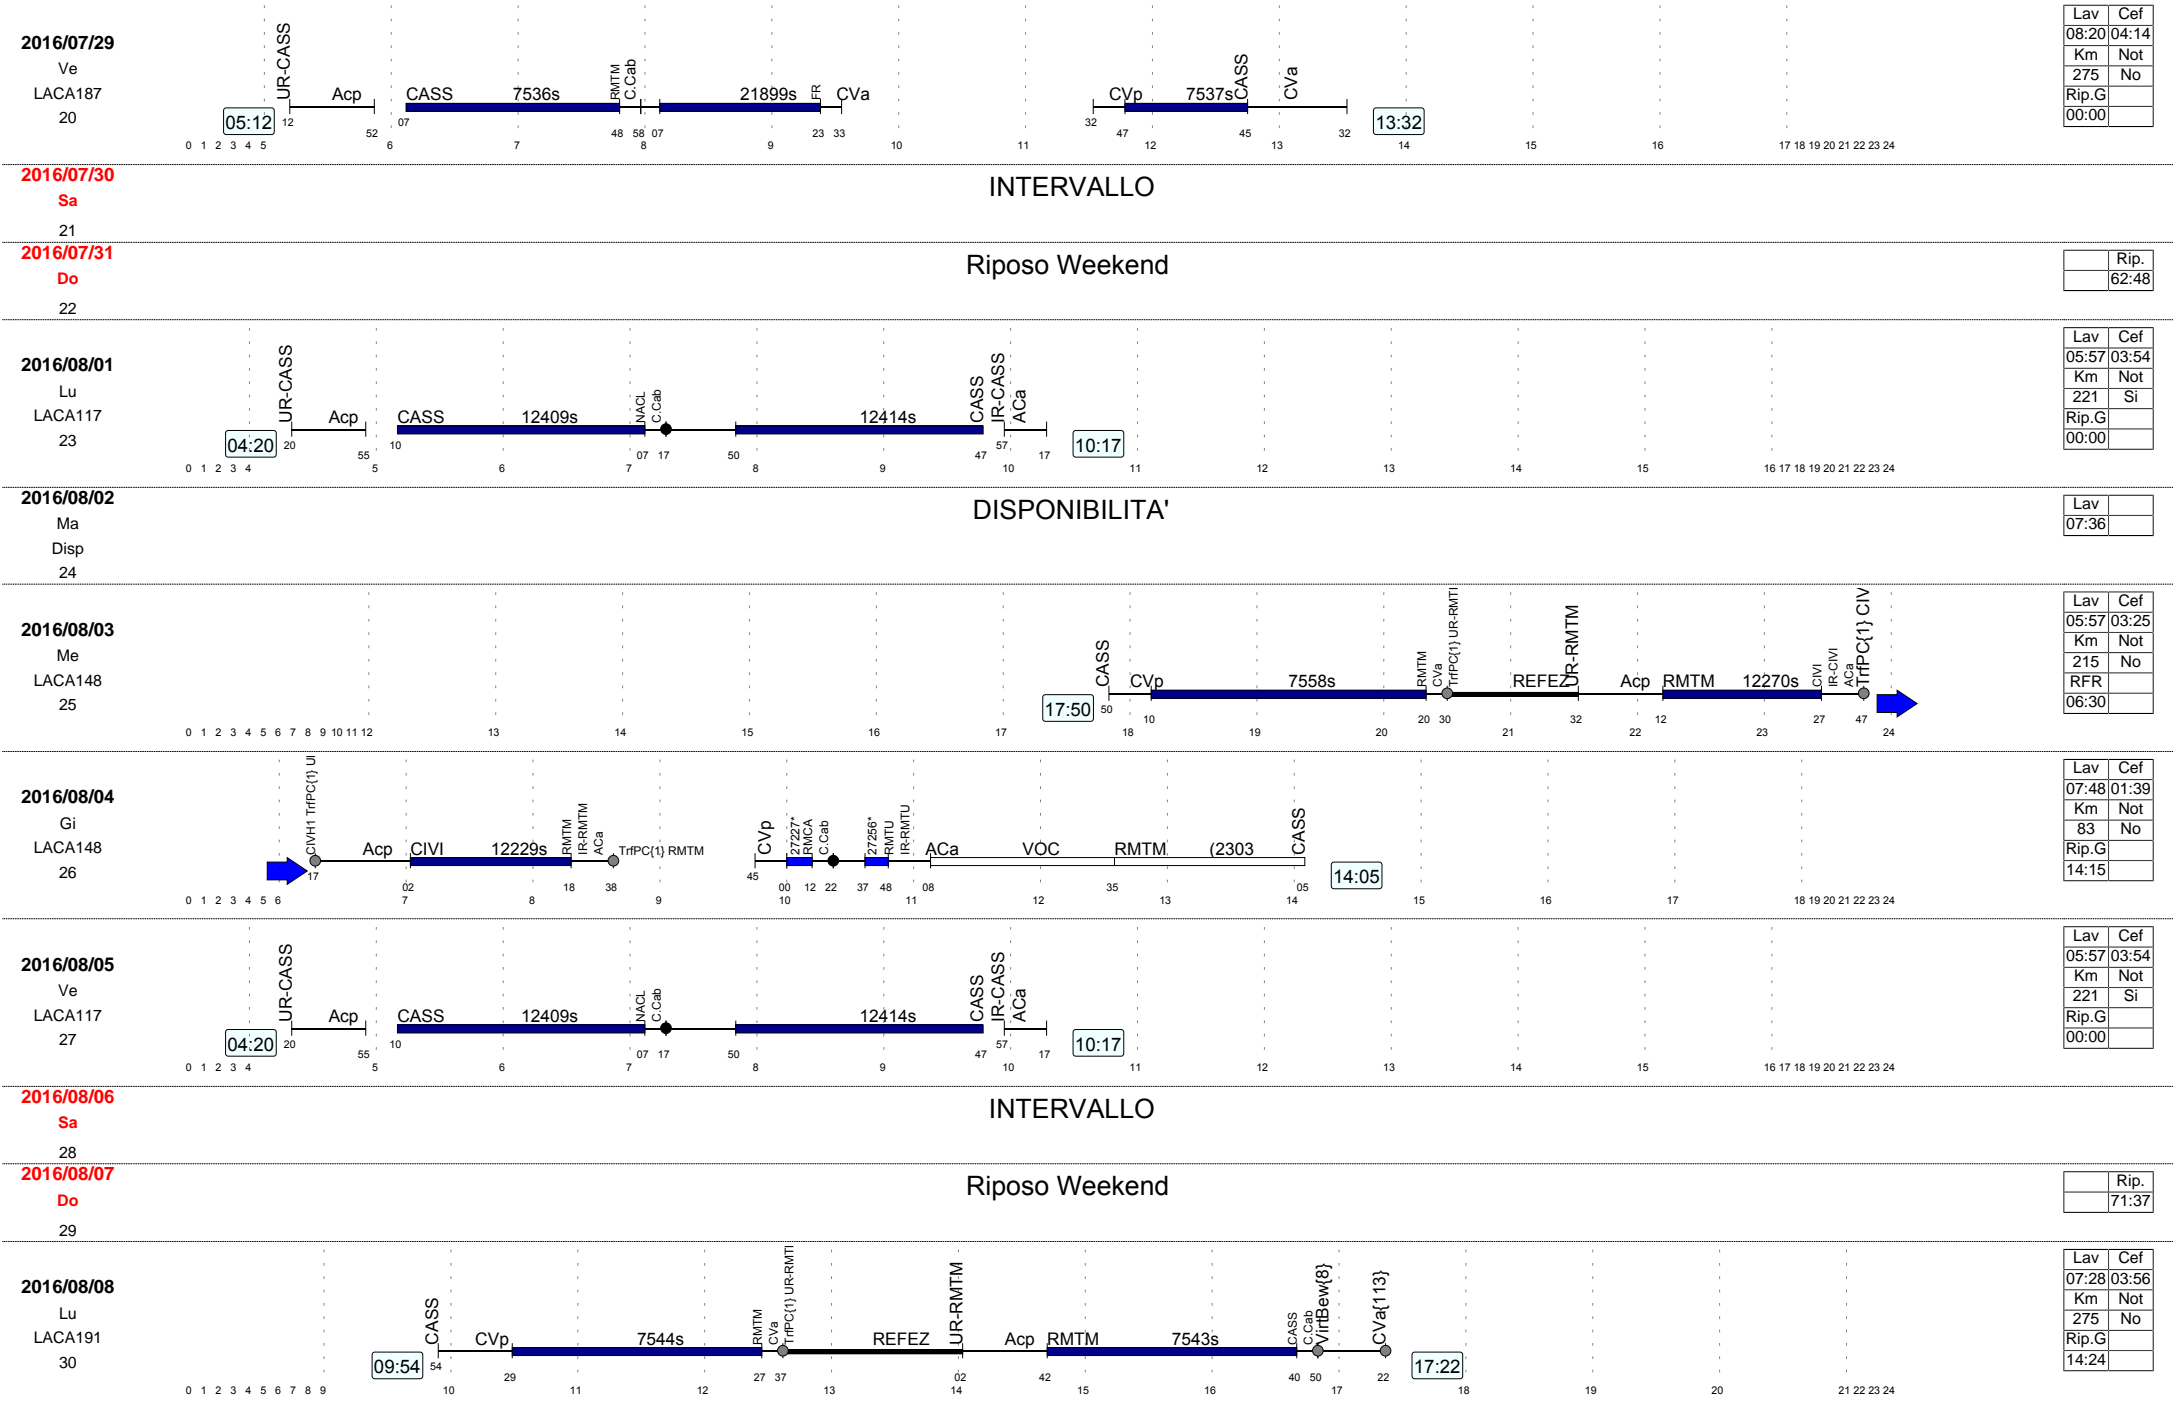 2016/07/29
Ve
LACA187
20
05:12
UR-CASS Acp CASS 7536s RMTM C.Cab 21899s FR CVa CVp 7537s CASS CVa
12 52 07 48 58 07 23 33 32 47 45 32
13:32
0 1 2 3 4 5 6 7 8 9 10 11 12 13 14 15 16 17 18 19 20 21 22 23 24
Lav Cef
08:20 04:14
Km Not
275 No
Rip.G
00:00
2016/07/30
Sa
21
INTERVALLO
2016/07/31
Do
22
Riposo Weekend
Rip.
62:48
2016/08/01
Lu
LACA117
23
04:20
UR-CASS Acp CASS 12409s NACL C.Cab 12414s CASS IR-CASS ACa
20 55 10 07 17 50 47 57 17
10:17
0 1 2 3 4 5 6 7 8 9 10 11 12 13 14 15 16 17 18 19 20 21 22 23 24
Lav Cef
05:57 03:54
Km Not
221 Si
Rip.G
00:00
2016/08/02
Ma
Disp
24
DISPONIBILITA'
Lav
07:36
2016/08/03
Me
LACA148
25
17:50
CASS CVp 7558s RMTM CVa TrfPC{1} UR-RMTI REFEZ UR-RMTM Acp RMTM 12270s CIVI IR-CIVI ACa TrfPC{1} CIV
50 10 20 30 32 12 27 47
0 1 2 3 4 5 6 7 8 9 10 11 12 13 14 15 16 17 18 19 20 21 22 23 24
Lav Cef
05:57 03:25
Km Not
215 No
RFR
06:30
2016/08/04
Gi
LACA148
26
CIVH1 TrfPC{1} UI Acp CIVI 12229s RMTM IR-RMTM ACa TrfPC{1} RMTM CVp 27227* RMCA C.Cab 27256* RMTU IR-RMTU ACa VOC RMTM (2303 CASS
17 02 18 38 45 00 12 22 37 48 08 35 05
14:05
0 1 2 3 4 5 6 7 8 9 10 11 12 13 14 15 16 17 18 19 20 21 22 23 24
Lav Cef
07:48 01:39
Km Not
83 No
Rip.G
14:15
2016/08/05
Ve
LACA117
27
04:20
UR-CASS Acp CASS 12409s NACL C.Cab 12414s CASS IR-CASS ACa
20 55 10 07 17 50 47 57 17
10:17
0 1 2 3 4 5 6 7 8 9 10 11 12 13 14 15 16 17 18 19 20 21 22 23 24
Lav Cef
05:57 03:54
Km Not
221 Si
Rip.G
00:00
2016/08/06
Sa
28
INTERVALLO
2016/08/07
Do
29
Riposo Weekend
Rip.
71:37
2016/08/08
Lu
LACA191
30
09:54
CASS CVp 7544s RMTM CVa TrfPC{1} UR-RMTI REFEZ UR-RMTM Acp RMTM 7543s CASS C.Cab VirtBew{8} CVa{113}
54 29 27 37 02 42 40 50 22
17:22
0 1 2 3 4 5 6 7 8 9 10 11 12 13 14 15 16 17 18 19 20 21 22 23 24
Lav Cef
07:28 03:56
Km Not
275 No
Rip.G
14:24